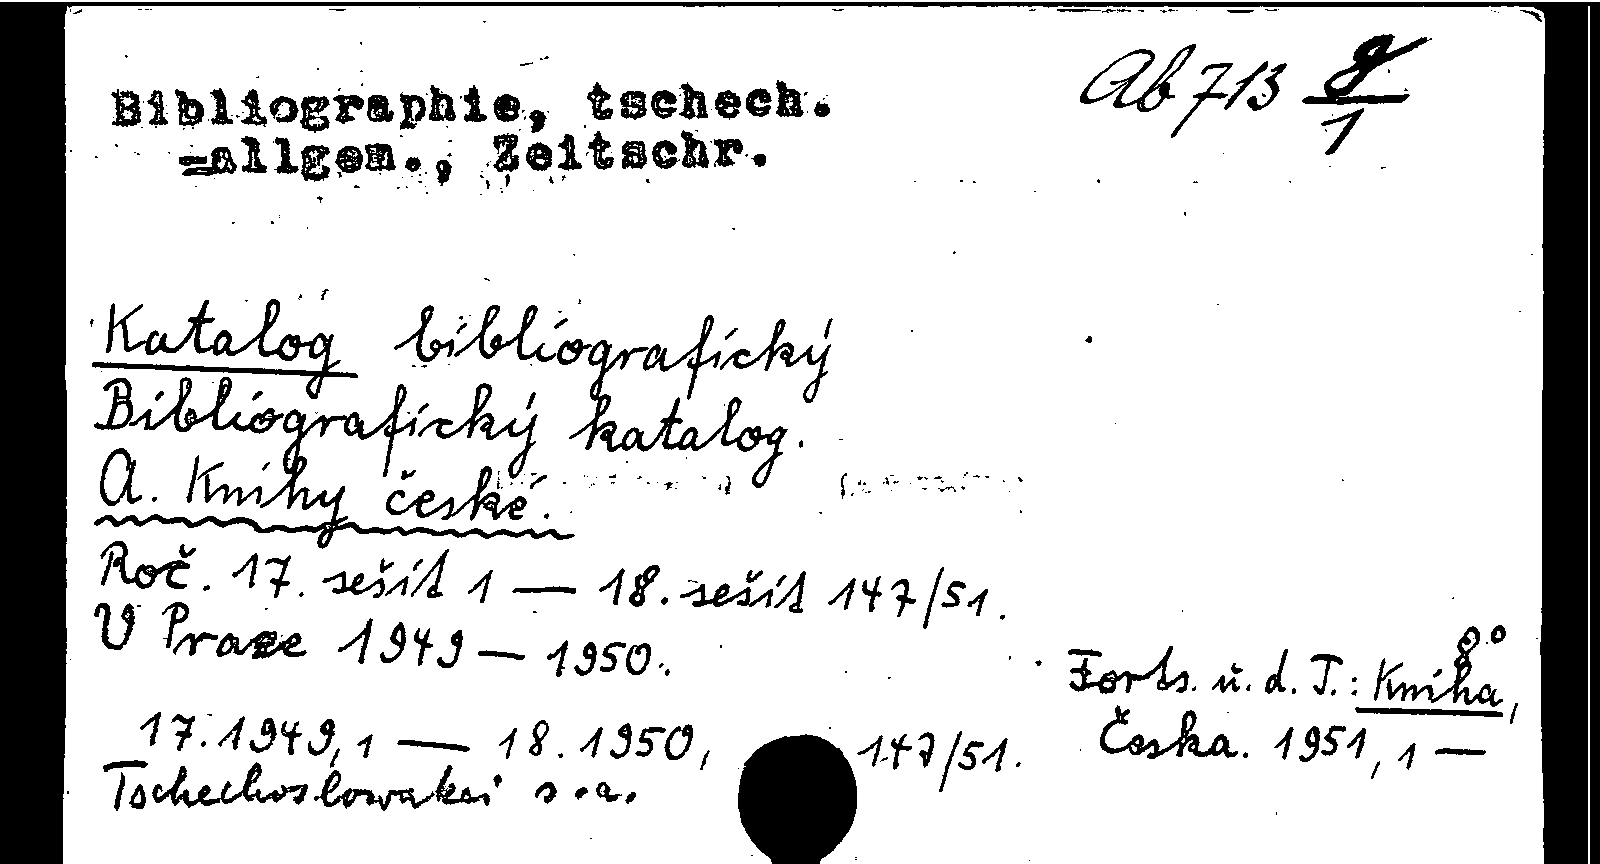 Ab 713 g/1
Bibliographie, tschech.
=allgem., Zeitschr.
Katalog bibliografický
Bibliografický katalog.
A. Knihy české.
Roč. 17. sešit 1 — 18. sešit 147/51.
V Praze 1949 — 1950.
8°
Forts. u. d. T.: Kniha,
Česka. 1951, 1 —
17.1949,1 — 18.1950, 147/51.
Tschechoslowakei s.a.